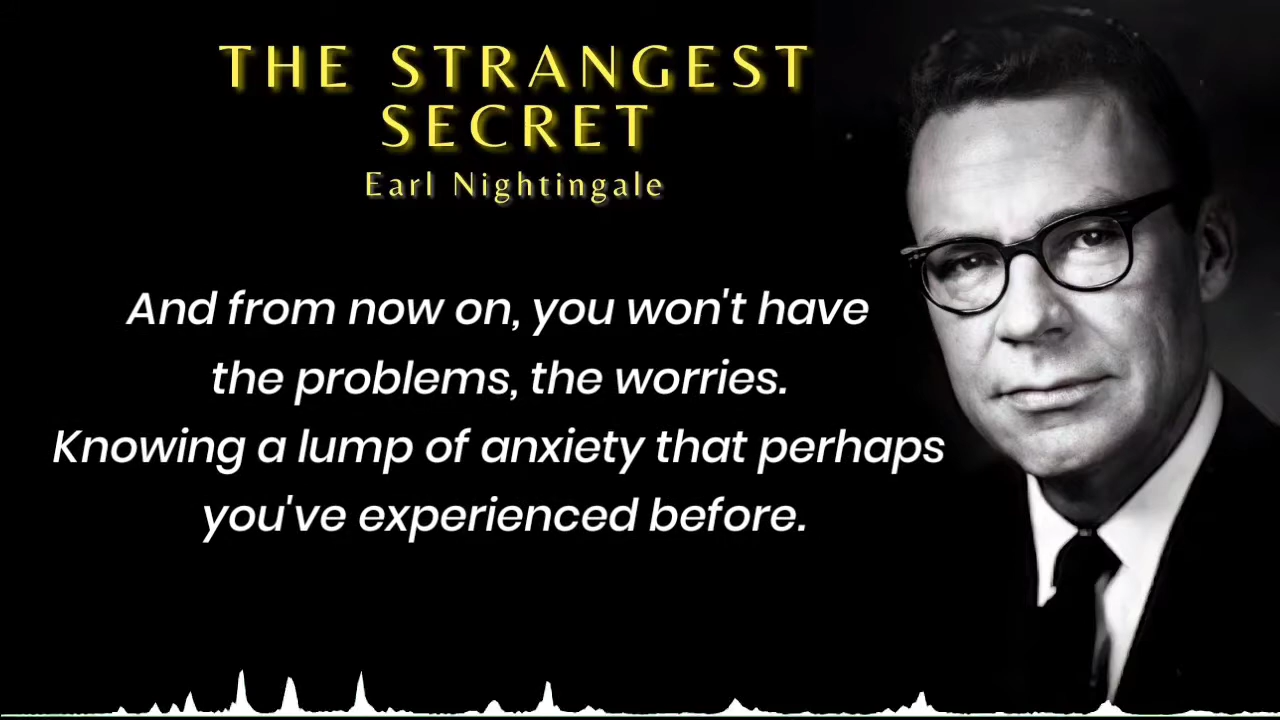 THE STRANGEST
SECRET
Earl Nightingale
And from now on, you won't have
the problems, the worries.
Knowing a lump of anxiety that perhaps
you've experienced before.